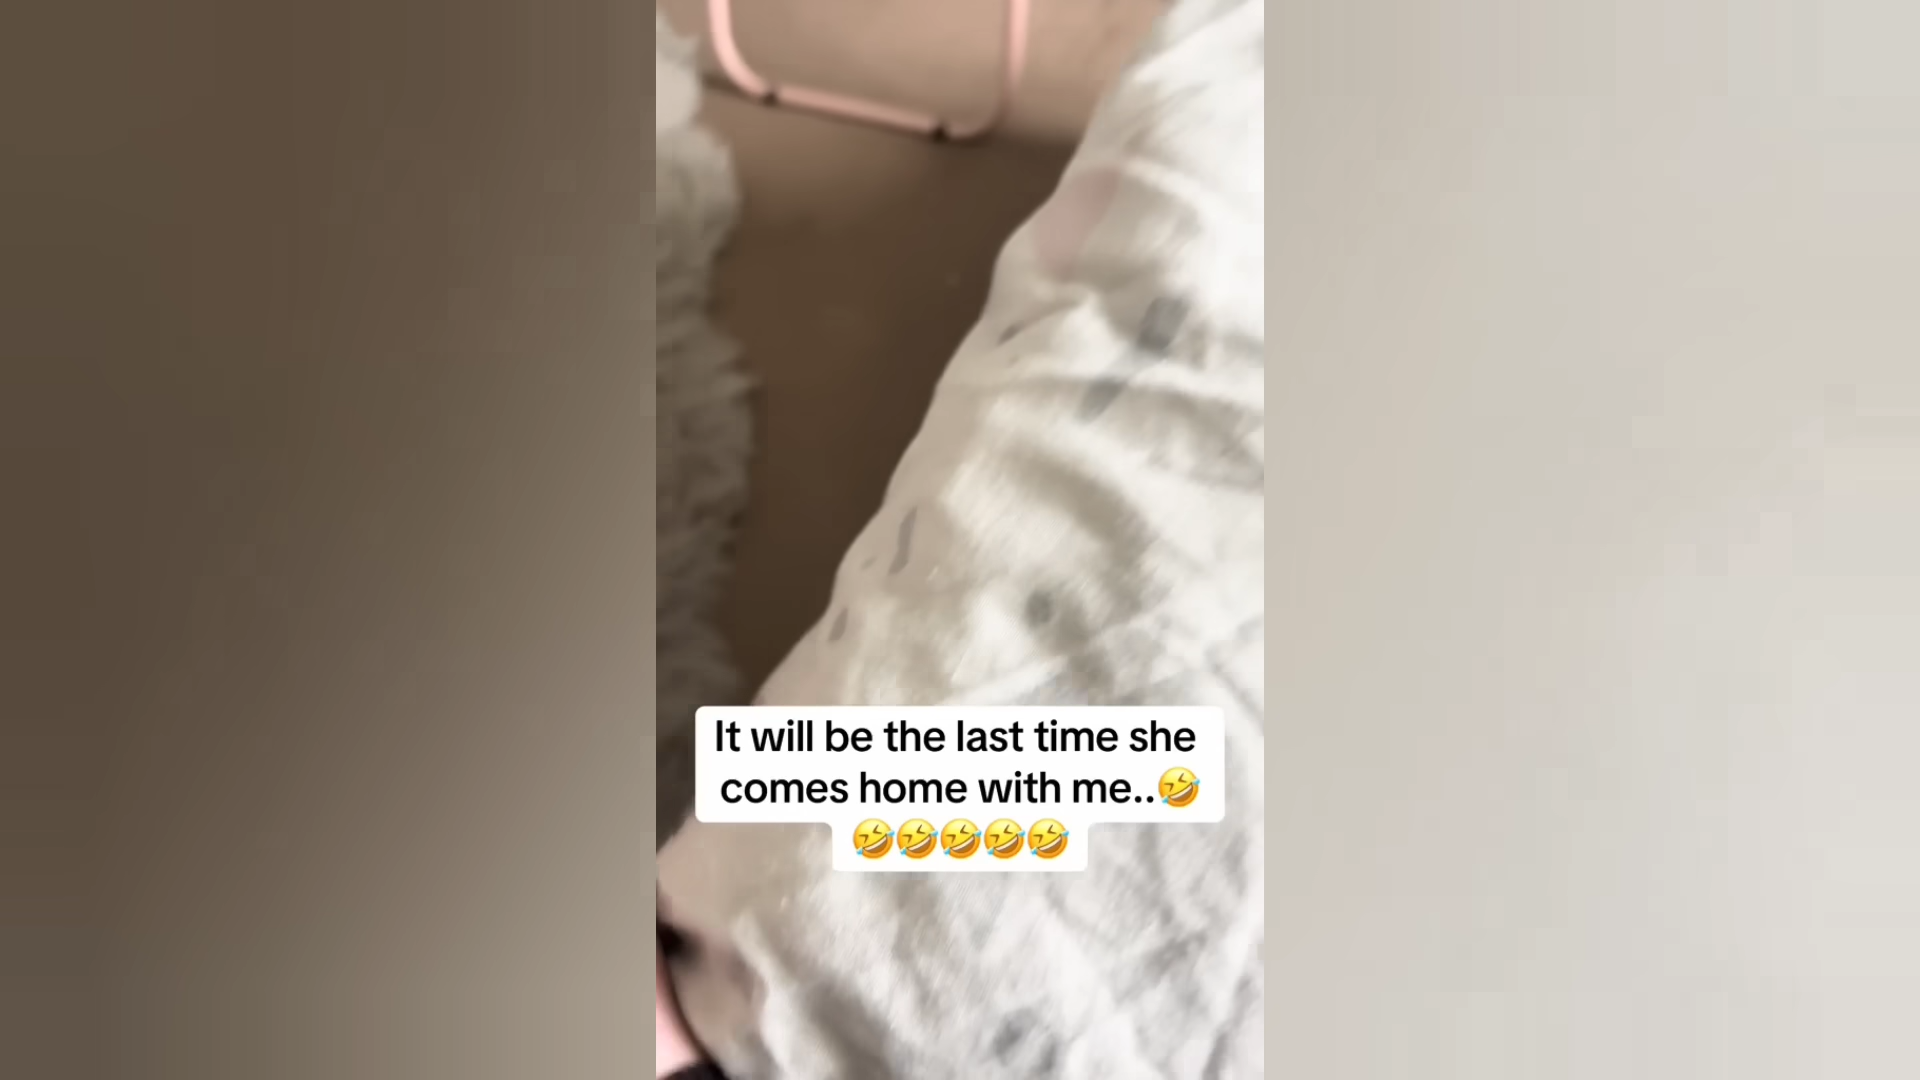 It will be the last time she
comes home with me..🤣
🤣🤣🤣🤣🤣